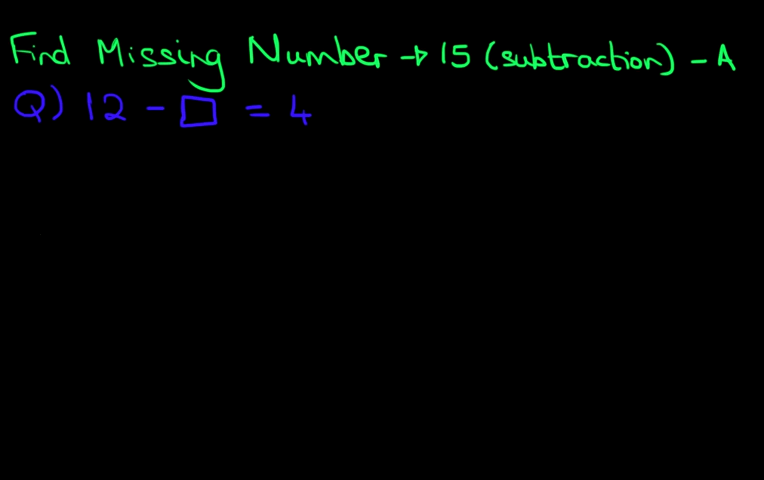 Find Missing Number → 15 (subtraction) - A
Q) 12 - □ = 4